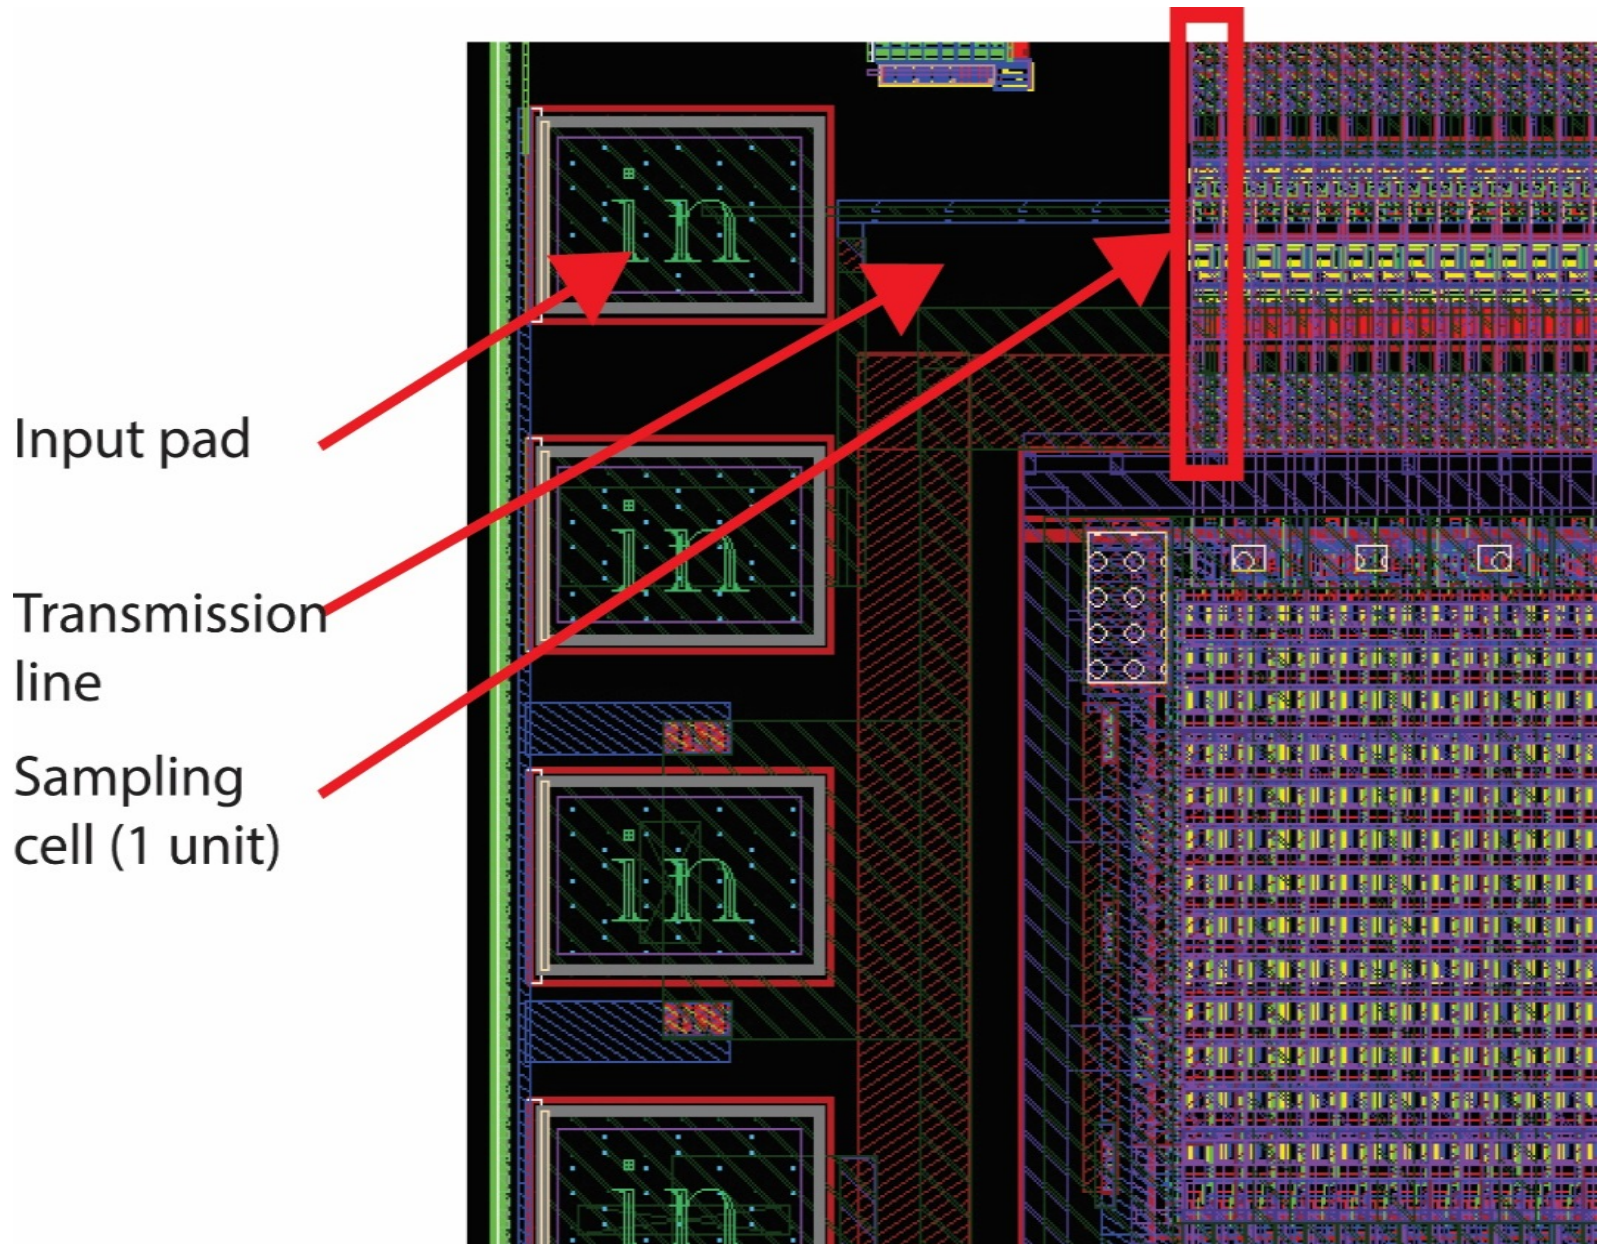 in
Input pad
in
Transmission
line
Sampling
cell (1 unit)
in
in